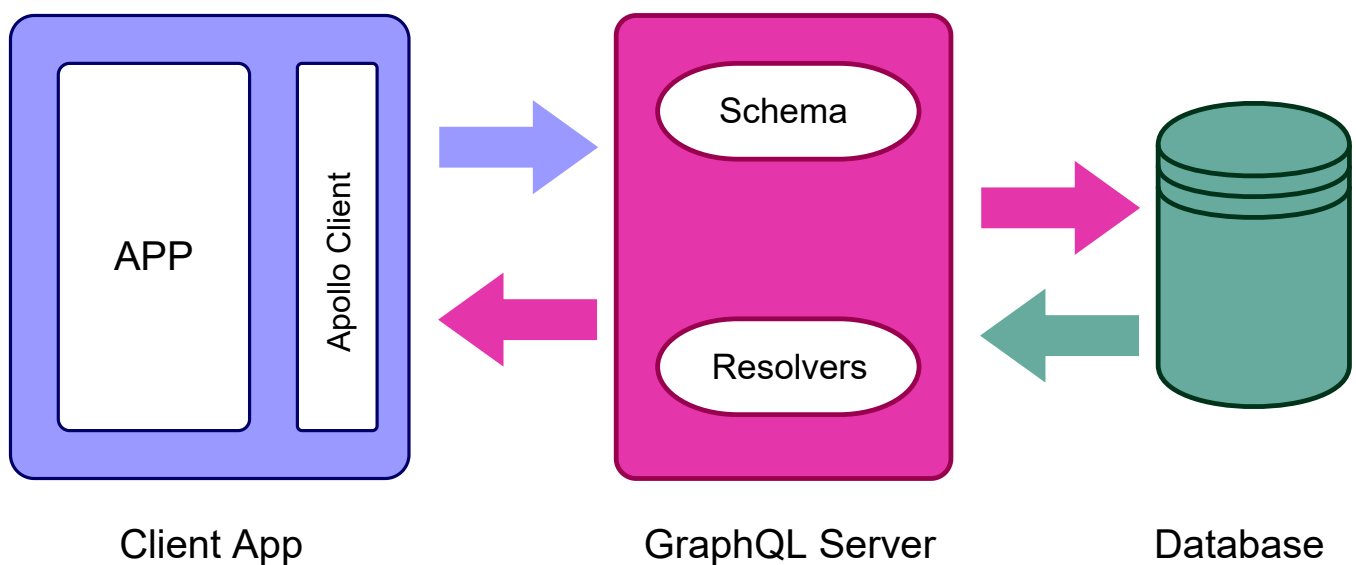 APP
Apollo Client
Schema
Resolvers
Client App
GraphQL Server
Database